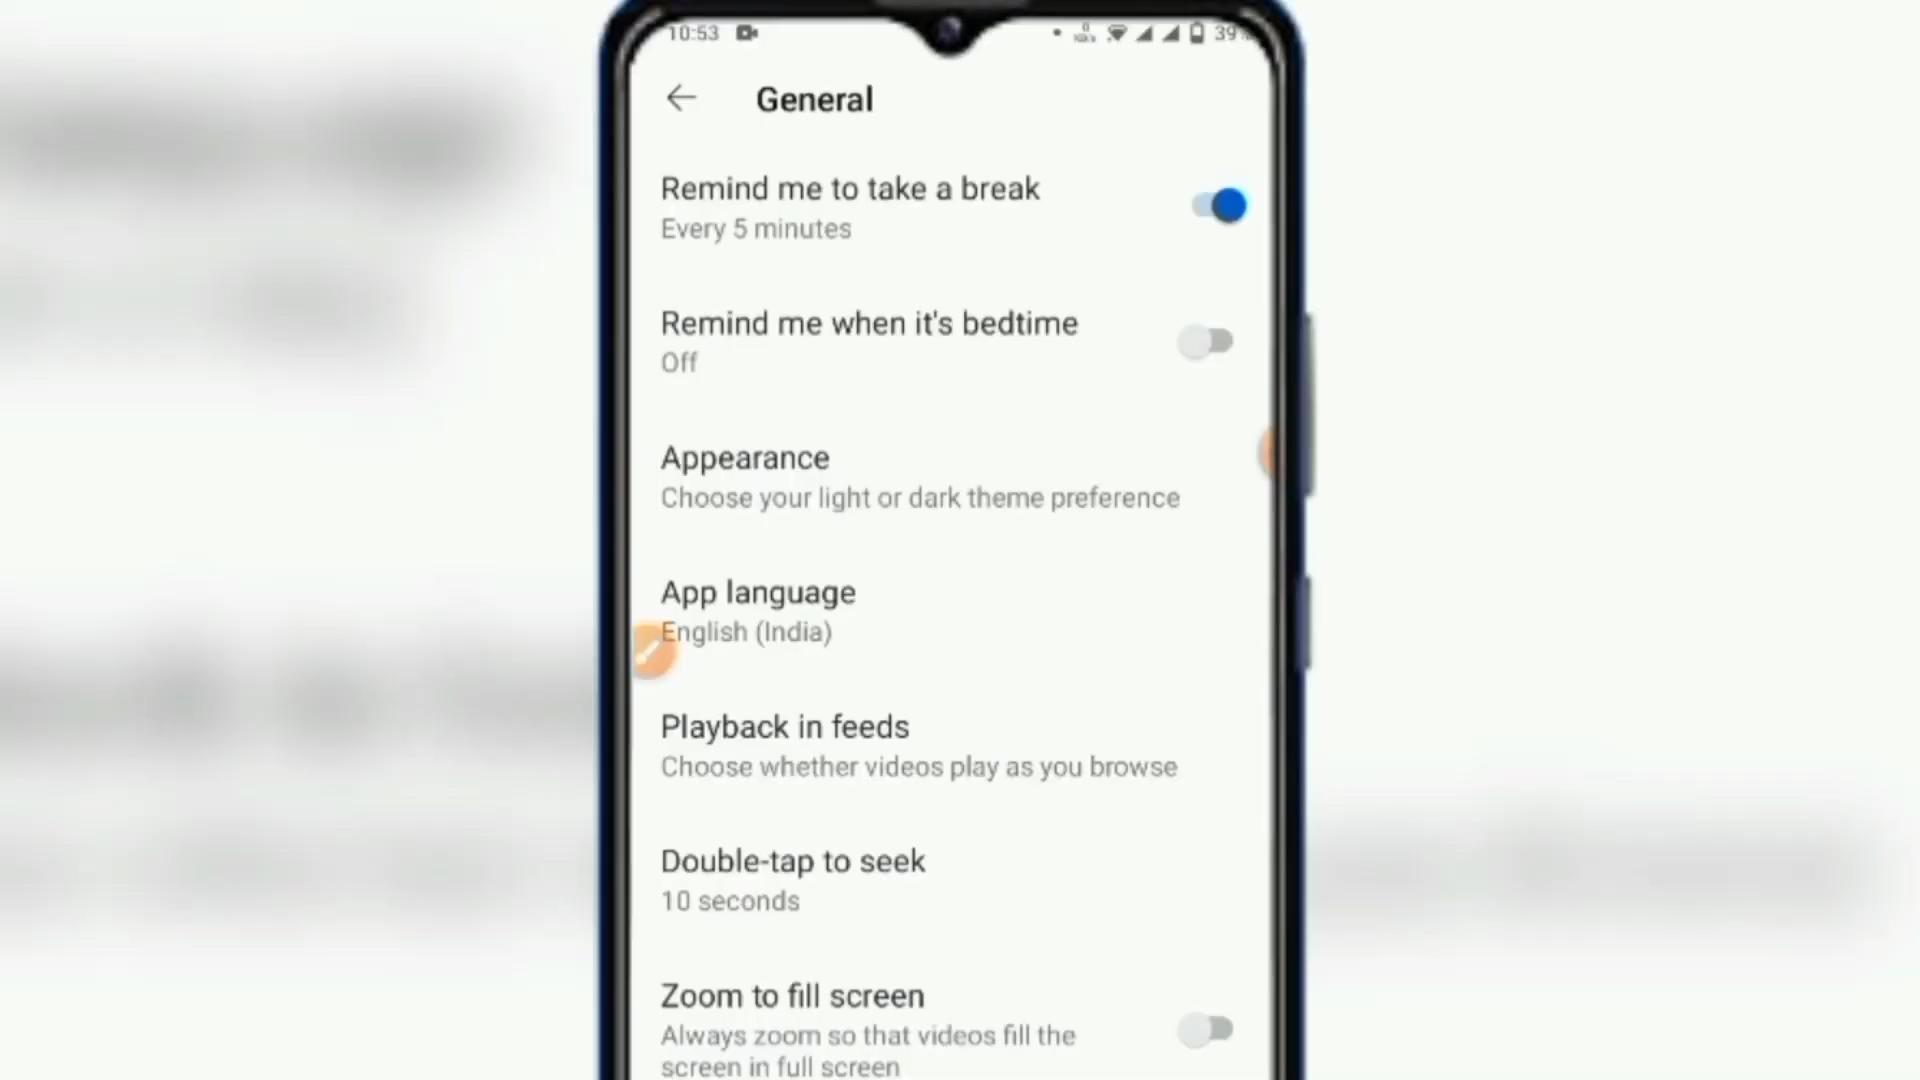 10:53 39%
General
Remind me to take a break
Every 5 minutes
Remind me when it's bedtime
Off
Appearance
Choose your light or dark theme preference
App language
English (India)
Playback in feeds
Choose whether videos play as you browse
Double-tap to seek
10 seconds
Zoom to fill screen
Always zoom so that videos fill the
screen in full screen